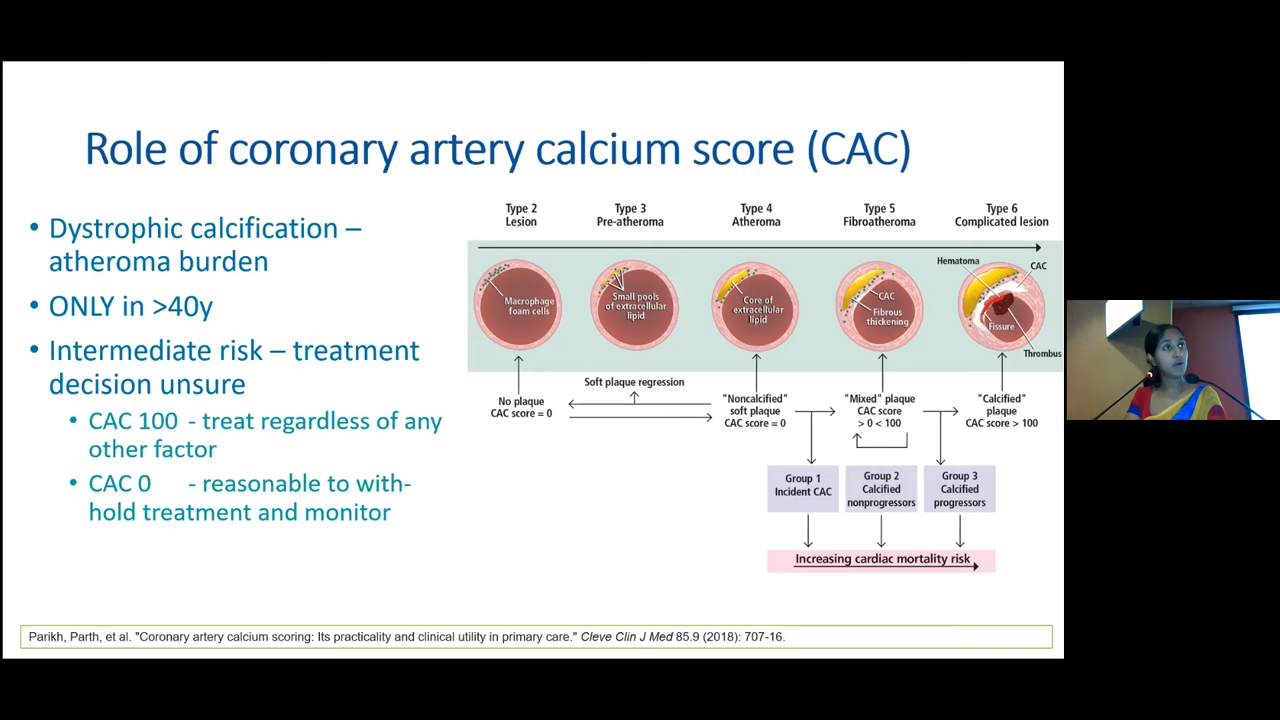 Role of coronary artery calcium score (CAC)
• Dystrophic calcification –
atheroma burden
• ONLY in >40y
• Intermediate risk – treatment
decision unsure
• CAC 100 - treat regardless of any
other factor
• CAC 0 - reasonable to with-
hold treatment and monitor
Type 2
Lesion
Type 3
Pre-atheroma
Type 4
Atheroma
Type 5
Fibroatheroma
Type 6
Complicated lesion
Macrophage
foam cells
Small pools
of extracellular
lipid
Core of
extracellular
lipid
CAC
Fibrous
thickening
Hematoma
CAC
Fissure
Thrombus
No plaque
CAC score = 0
Soft plaque regression
"Noncalcified"
soft plaque
CAC score = 0
"Mixed" plaque
CAC score
> 0 < 100
"Calcified"
plaque
CAC score > 100
Group 1
Incident CAC
Group 2
Calcified
nonprogressors
Group 3
Calcified
progressors
Increasing cardiac mortality risk
Parikh, Parth, et al. "Coronary artery calcium scoring: Its practicality and clinical utility in primary care." Cleve Clin J Med 85.9 (2018): 707-16.